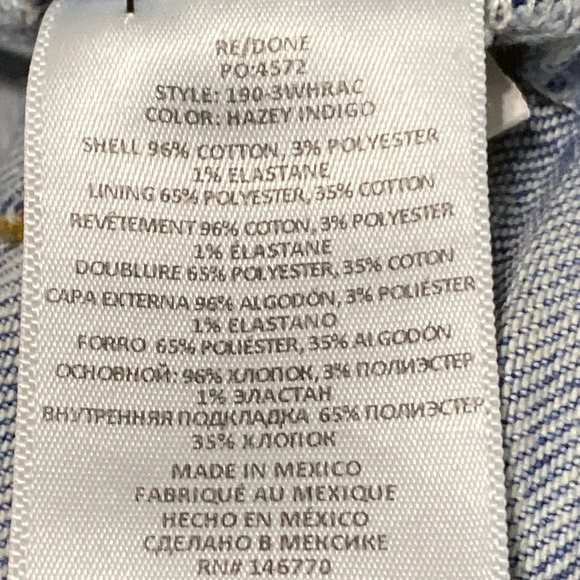 RE/DONE
PO:4572
STYLE: 190-3WHRAC
COLOR: HAZEY INDIGO
SHELL 96% COTTON, 3% POLYESTER
1% ELASTANE
LINING 65% POLYESTER, 35% COTTON
REVÊTEMENT 96% COTON, 3% POLYESTER
1% ÉLASTANE
DOUBLURE 65% POLYESTER, 35% COTON
CAPA EXTERNA 96% ALGODÓN, 3% POLIÉSTER
1% ELASTANO
FORRO 65% POLIÉSTER, 35% ALGODÓN
ОСНОВНОЙ: 96% ХЛОПОК, 3% ПОЛИЭСТЕР
1% ЭЛАСТАН
ВНУТРЕННЯЯ ПОДКЛАДКА 65% ПОЛИЭСТЕР,
35% ХЛОПОК
MADE IN MEXICO
FABRIQUÉ AU MEXIQUE
HECHO EN MÉXICO
СДЕЛАНО В МЕКСИКЕ
RN# 146770